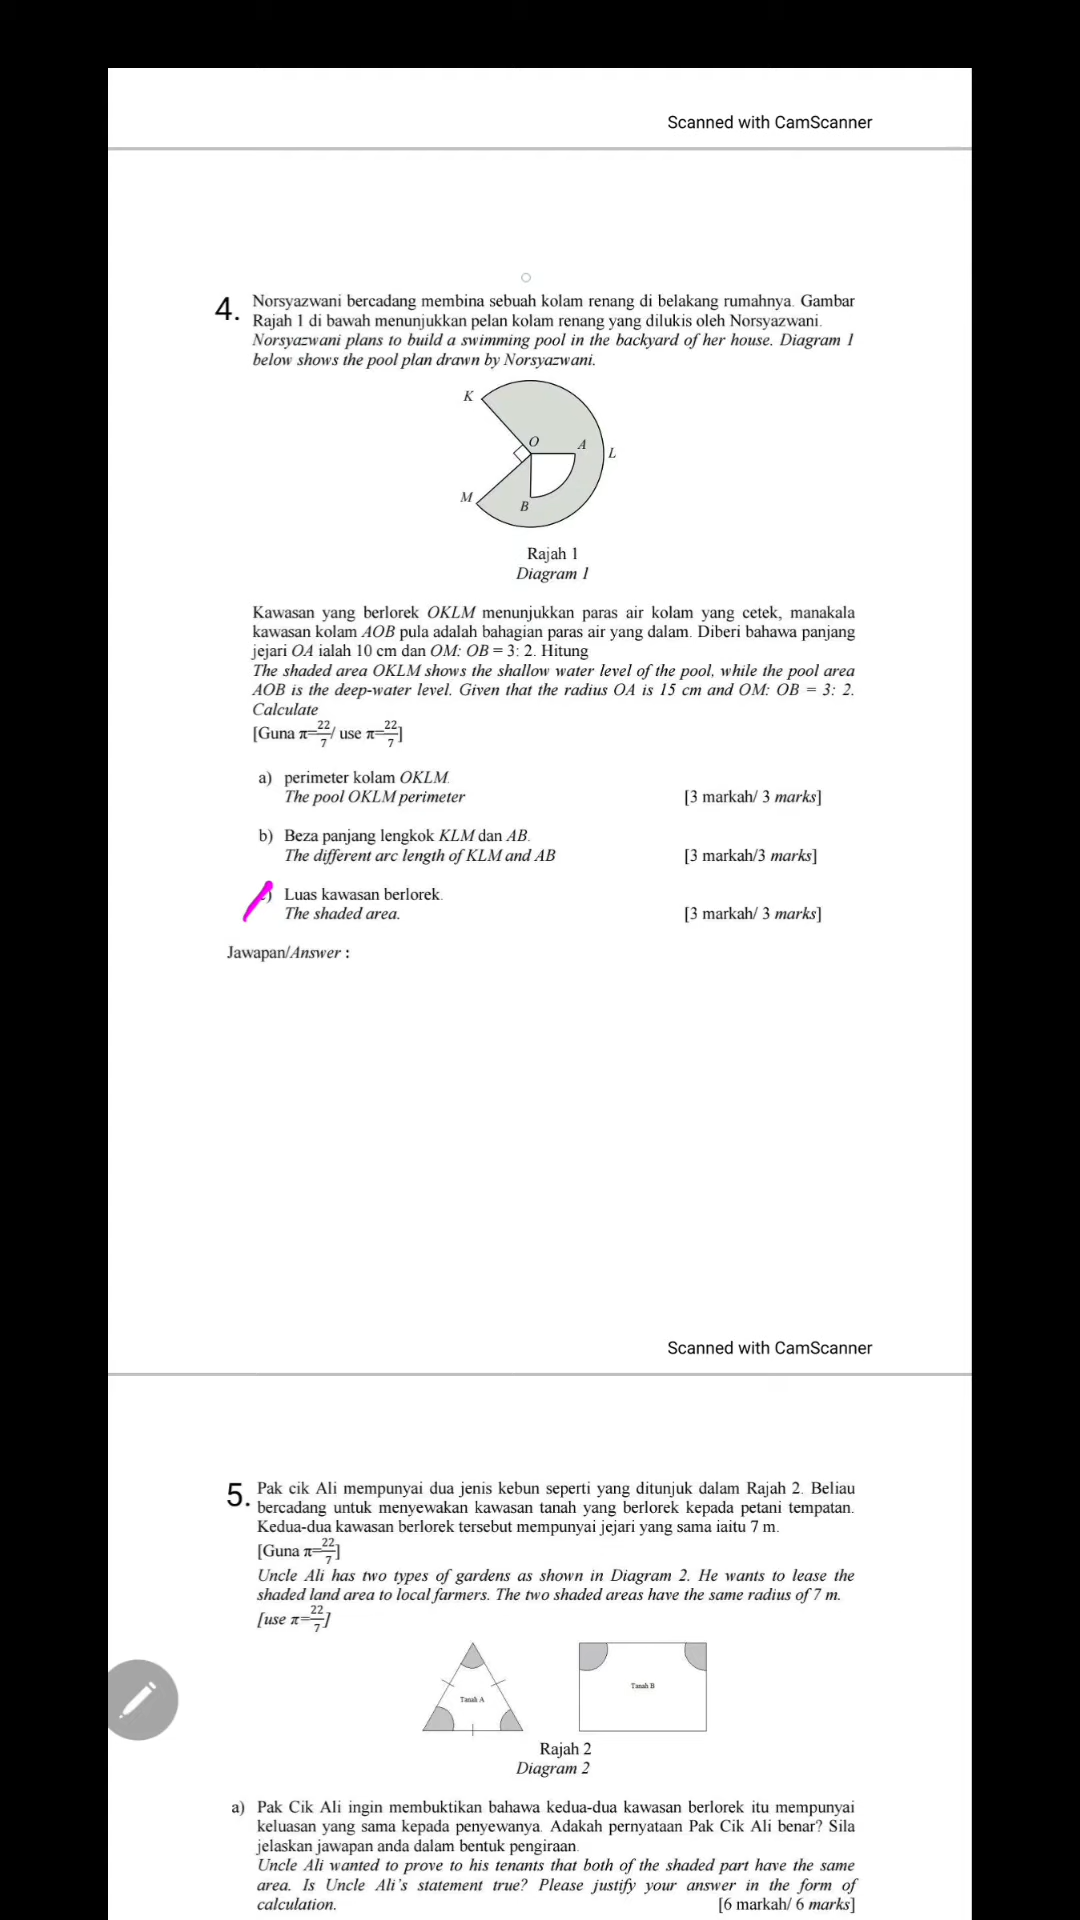 Scanned with CamScanner
4. Norsyazwani bercadang membina sebuah kolam renang di belakang rumahnya. Gambar
Rajah 1 di bawah menunjukkan pelan kolam renang yang dilukis oleh Norsyazwani.
Norsyazwani plans to build a swimming pool in the backyard of her house. Diagram 1
below shows the pool plan drawn by Norsyazwani.
K
O
A
L
M
B
Rajah 1
Diagram 1
Kawasan yang berlorek OKLM menunjukkan paras air kolam yang cetek, manakala
kawasan kolam AOB pula adalah bahagian paras air yang dalam. Diberi bahawa panjang
jejari OA ialah 10 cm dan OM: OB = 3: 2. Hitung
The shaded area OKLM shows the shallow water level of the pool, while the pool area
AOB is the deep-water level. Given that the radius OA is 15 cm and OM: OB = 3: 2.
Calculate
[Guna π=22/7/ use π=22/7]
a) perimeter kolam OKLM.
The pool OKLM perimeter [3 markah/ 3 marks]
b) Beza panjang lengkok KLM dan AB.
The different arc length of KLM and AB [3 markah/3 marks]
) Luas kawasan berlorek.
The shaded area. [3 markah/ 3 marks]
Jawapan/Answer :
Scanned with CamScanner
5. Pak cik Ali mempunyai dua jenis kebun seperti yang ditunjuk dalam Rajah 2. Beliau
bercadang untuk menyewakan kawasan tanah yang berlorek kepada petani tempatan.
Kedua-dua kawasan berlorek tersebut mempunyai jejari yang sama iaitu 7 m.
[Guna π=22/7]
Uncle Ali has two types of gardens as shown in Diagram 2. He wants to lease the
shaded land area to local farmers. The two shaded areas have the same radius of 7 m.
[use π=22/7]
Tanah A
Tanah B
Rajah 2
Diagram 2
a) Pak Cik Ali ingin membuktikan bahawa kedua-dua kawasan berlorek itu mempunyai
keluasan yang sama kepada penyewanya. Adakah pernyataan Pak Cik Ali benar? Sila
jelaskan jawapan anda dalam bentuk pengiraan.
Uncle Ali wanted to prove to his tenants that both of the shaded part have the same
area. Is Uncle Ali's statement true? Please justify your answer in the form of
calculation. [6 markah/ 6 marks]